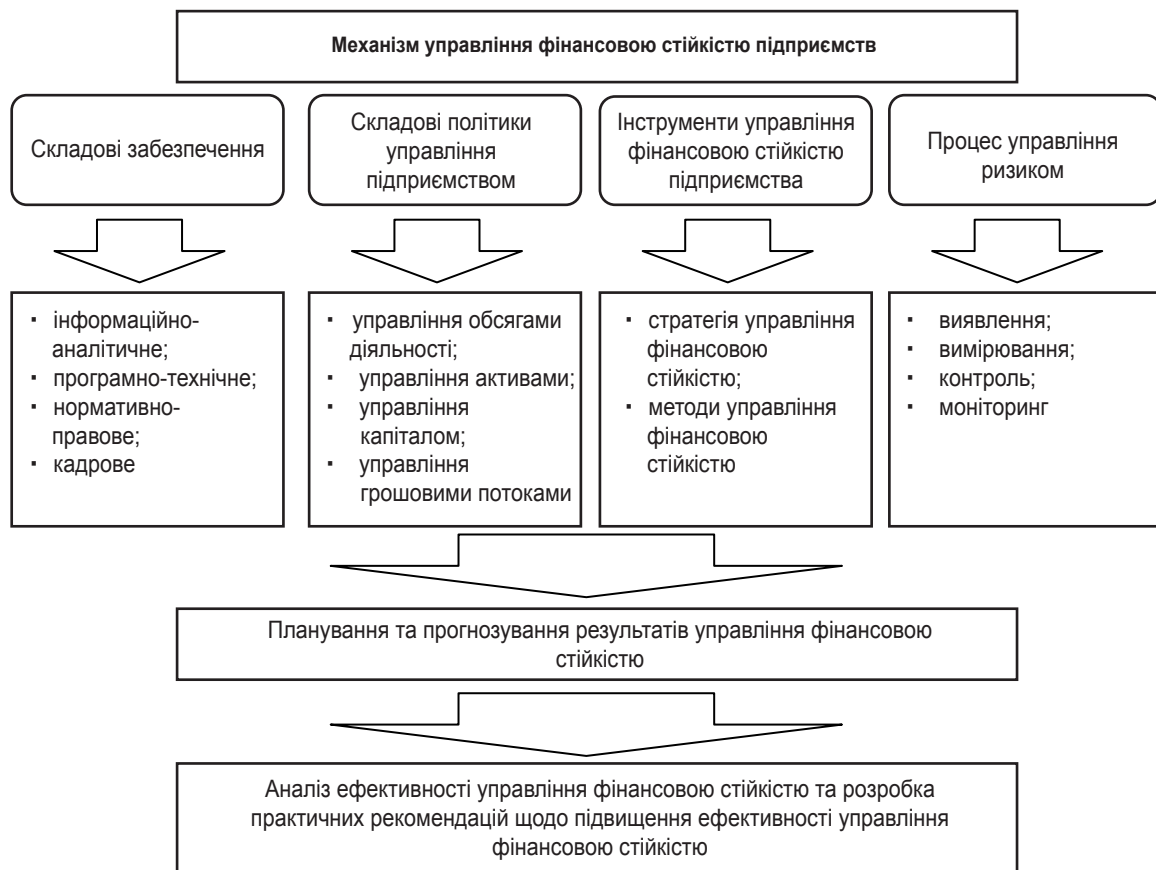 Механізм управління фінансовою стійкістю підприємств
Складові забезпечення
Складові політики
управління
підприємством
Інструменти управління
фінансовою стійкістю
підприємства
Процес управління
ризиком
▪ інформаційно-
аналітичне;
▪ програмно-технічне;
▪ нормативно-
правове;
▪ кадрове
▪ управління обсягами
діяльності;
▪ управління активами;
▪ управління
капіталом;
▪ управління
грошовими потоками
▪ стратегія управління
фінансовою
стійкістю;
▪ методи управління
фінансовою
стійкістю
▪ виявлення;
▪ вимірювання;
▪ контроль;
▪ моніторинг
Планування та прогнозування результатів управління фінансовою
стійкістю
Аналіз ефективності управління фінансовою стійкістю та розробка
практичних рекомендацій щодо підвищення ефективності управління
фінансовою стійкістю